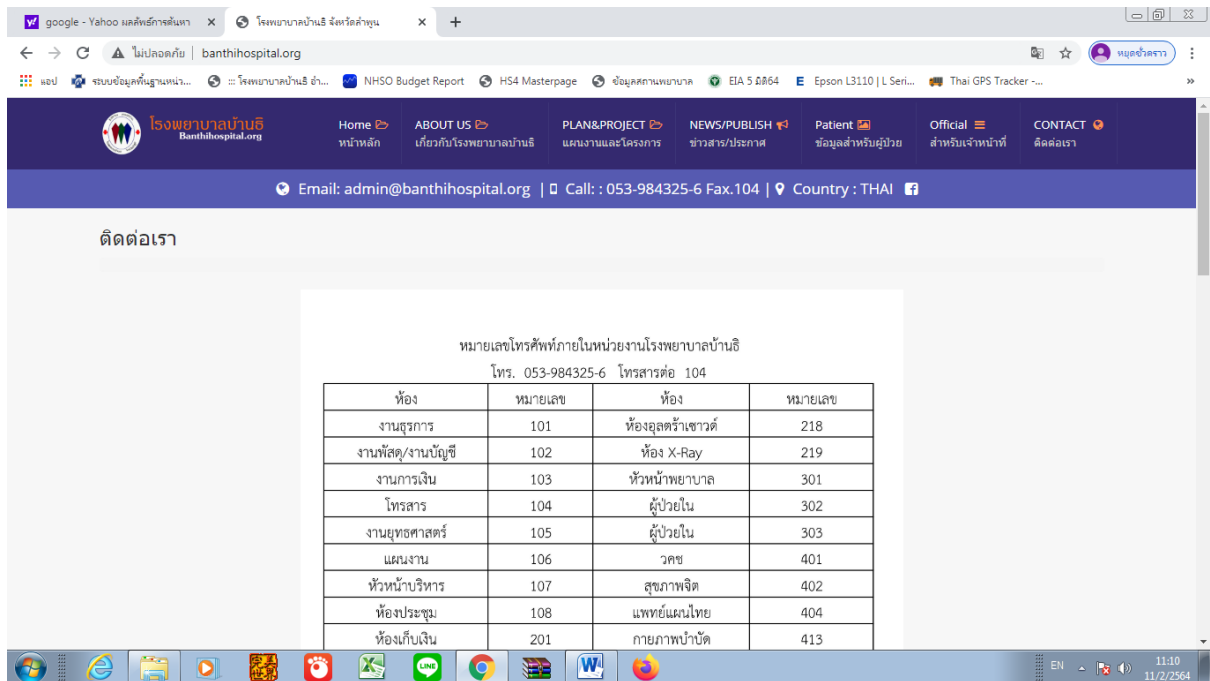 google - Yahoo ผลลัพธ์การค้นหา
โรงพยาบาลบ้านธิ จังหวัดลำพูน
ไม่ปลอดภัย | banthihospital.org
หยุดชั่วคราว
แอป ระบบข้อมูลพื้นฐานหน่ว... ::: โรงพยาบาลบ้านธิ อำ... NHSO Budget Report HS4 Masterpage ข้อมูลสถานพยาบาล EIA 5 มิติ64 Epson L3110 | L Seri... Thai GPS Tracker -... »
โรงพยาบาลบ้านธิ
Banthihospital.org
Home ABOUT US PLAN&PROJECT NEWS/PUBLISH Patient Official CONTACT
หน้าหลัก เกี่ยวกับโรงพยาบาลบ้านธิ แผนงานและโครงการ ข่าวสาร/ประกาศ ข้อมูลสำหรับผู้ป่วย สำหรับเจ้าหน้าที่ ติดต่อเรา
Email: admin@banthihospital.org | Call: : 053-984325-6 Fax.104 | Country : THAI
ติดต่อเรา
หมายเลขโทรศัพท์ภายในหน่วยงานโรงพยาบาลบ้านธิ
โทร. 053-984325-6 โทรสารต่อ 104
ห้อง หมายเลข ห้อง หมายเลข
งานธุรการ 101 ห้องอุลตร้าเซาวด์ 218
งานพัสดุ/งานบัญชี 102 ห้อง X-Ray 219
งานการเงิน 103 หัวหน้าพยาบาล 301
โทรสาร 104 ผู้ป่วยใน 302
งานยุทธศาสตร์ 105 ผู้ป่วยใน 303
แผนงาน 106 วคช 401
หัวหน้าบริหาร 107 สุขภาพจิต 402
ห้องประชุม 108 แพทย์แผนไทย 404
ห้องเก็บเงิน 201 กายภาพบำบัด 413
LINE
EN
11:10
11/2/2564